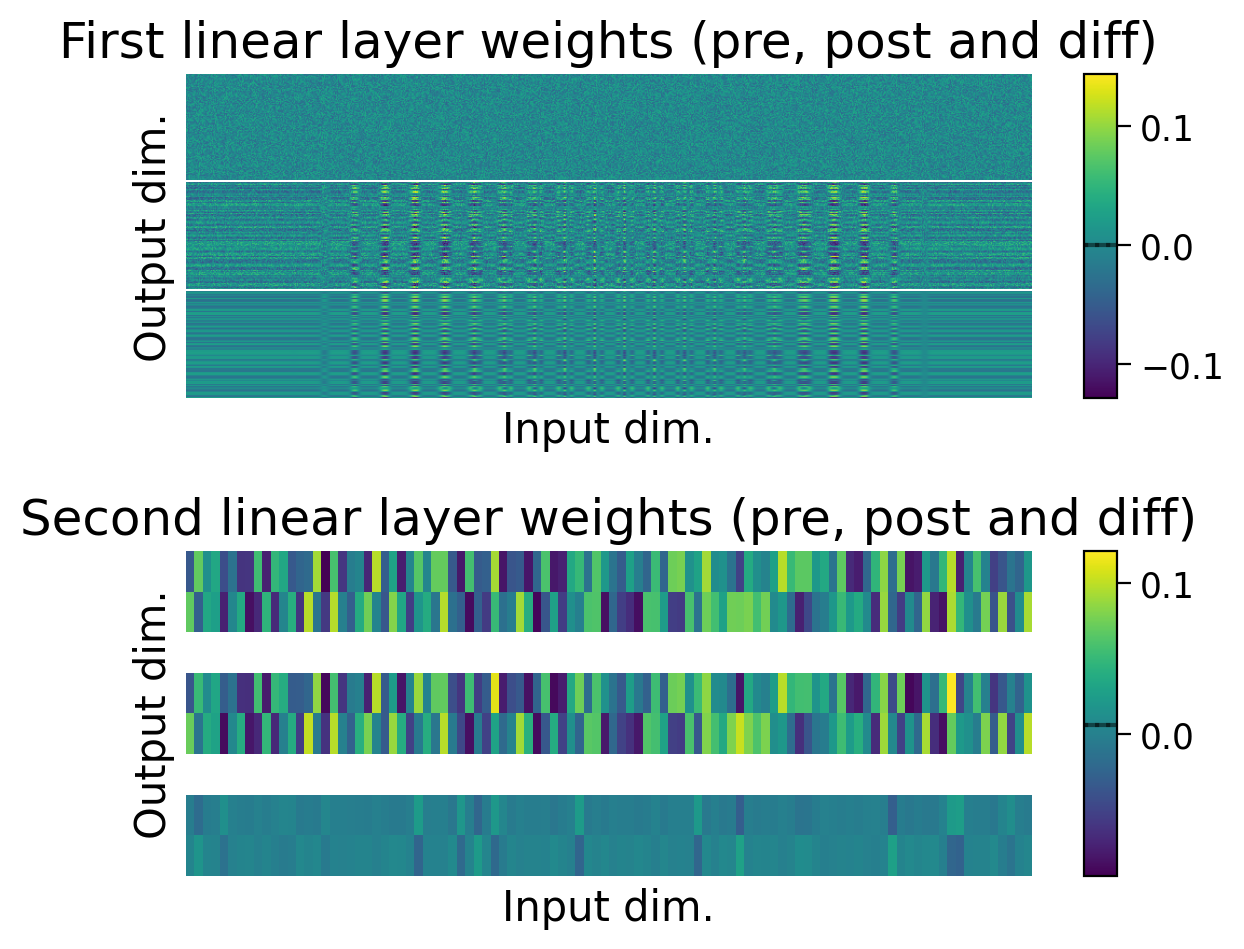 First linear layer weights (pre, post and diff)
Output dim.
0.1
0.0
−0.1
Input dim.
Second linear layer weights (pre, post and diff)
Output dim.
0.1
0.0
Input dim.